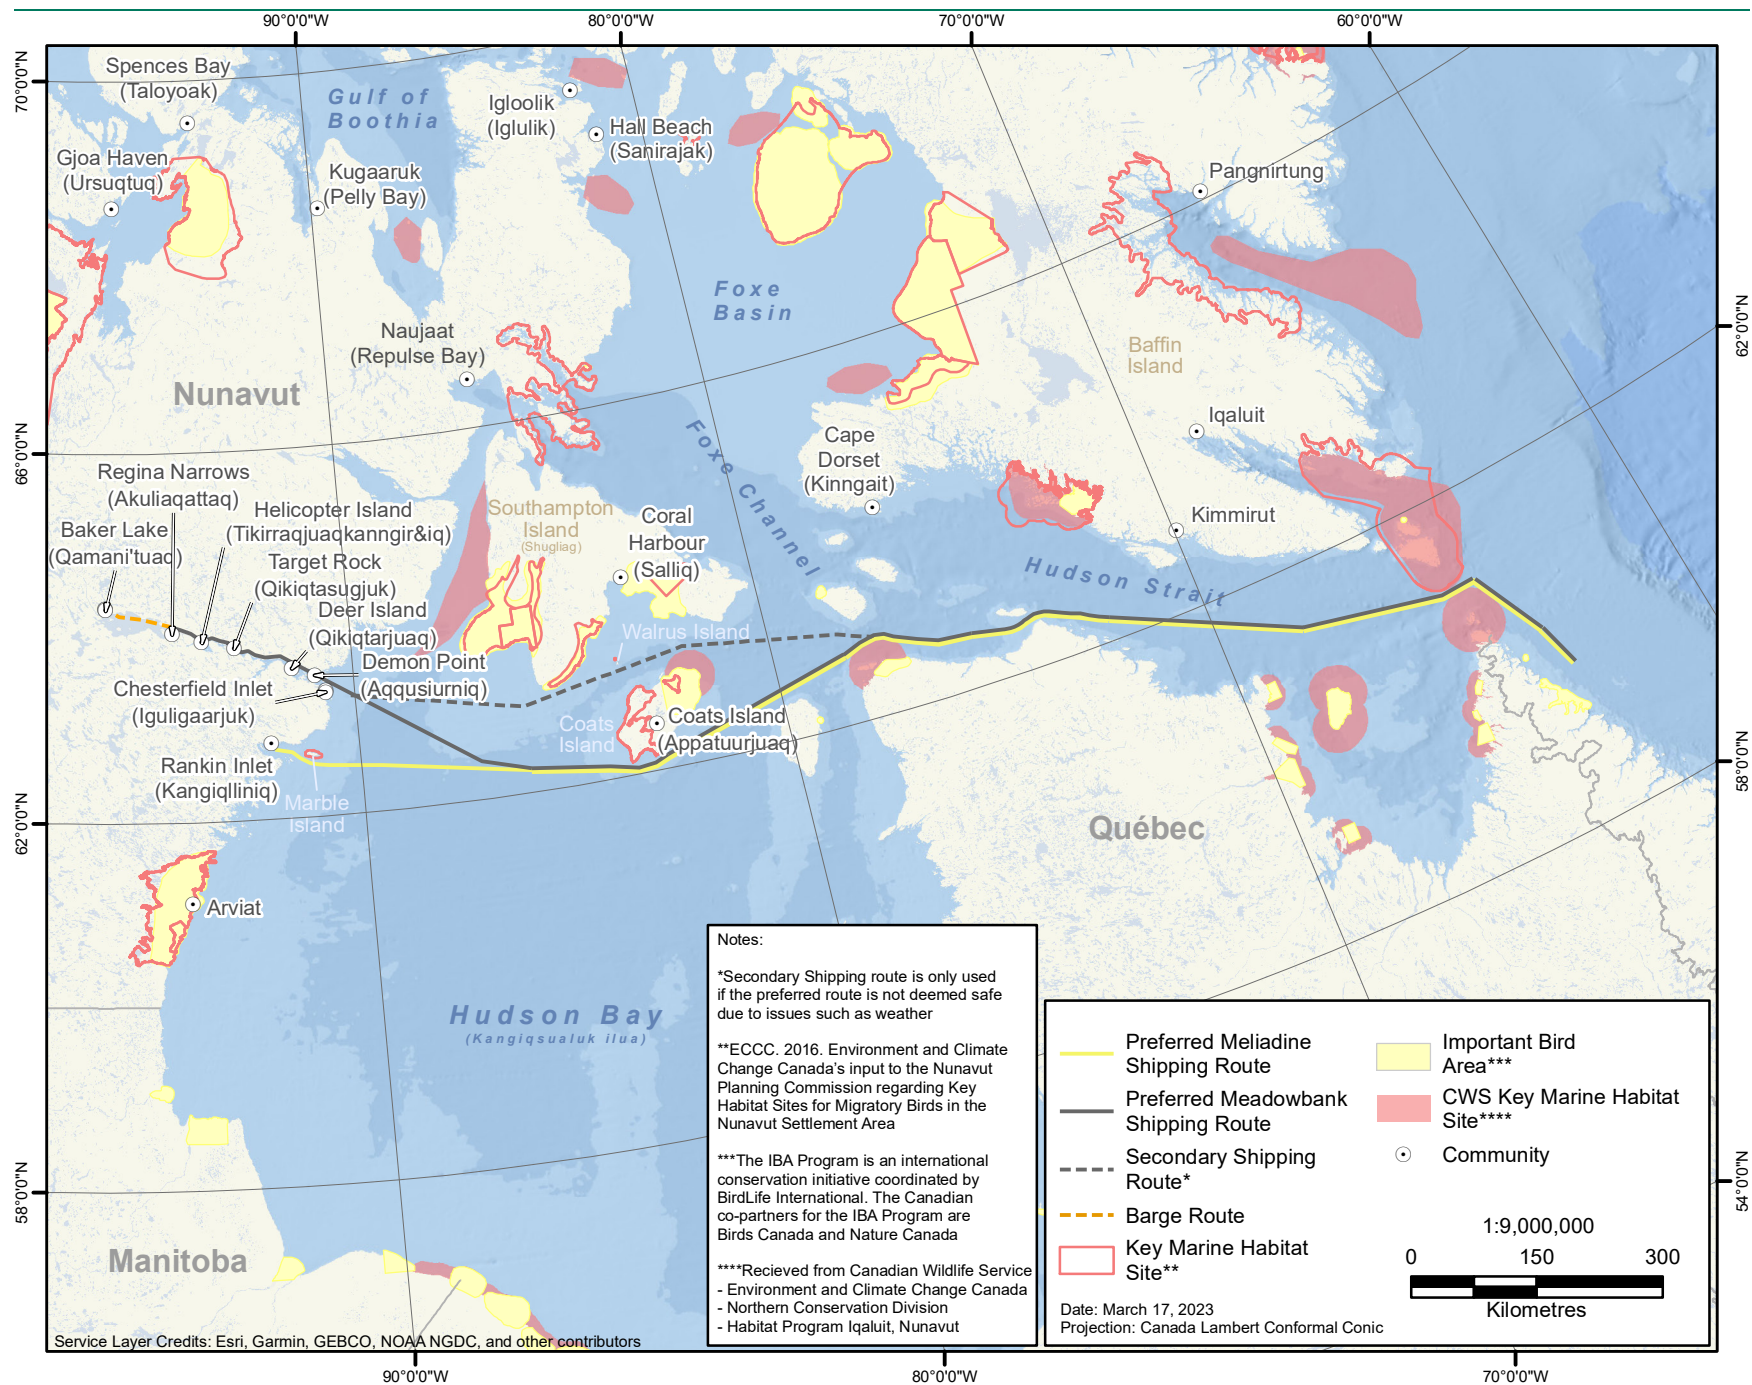 90°0'0"W
80°0'0"W
70°0'0"W
60°0'0"W
70°0'0"N
66°0'0"N
62°0'0"N
58°0'0"N
62°0'0"N
58°0'0"N
54°0'0"N
Spences Bay
(Taloyoak)
Gulf of
Boothia
Igloolik
(Iglulik)
Hall Beach
(Sanirajak)
Gjoa Haven
(Ursuqtuq)
Kugaaruk
(Pelly Bay)
Pangnirtung
Foxe
Basin
Naujaat
(Repulse Bay)
Nunavut
Baffin
Island
Iqaluit
Cape
Dorset
(Kinngait)
Foxe Channel
Regina Narrows
(Akuliaqattaq)
Baker Lake
(Qamani'tuaq)
Helicopter Island
(Tikirraqjuaqkanngir&iq)
Target Rock
(Qikiqtasugjuk)
Deer Island
(Qikiqtarjuaq)
Demon Point
(Aqqusiurniq)
Chesterfield Inlet
(Iguligaarjuk)
Southampton
Island
(Shugliag)
Coral
Harbour
(Salliq)
Kimmirut
Hudson Strait
Walrus Island
Coats
Island
Coats Island
(Appatuurjuaq)
Rankin Inlet
(Kangiqlliniq)
Marble
Island
Québec
Arviat
Hudson Bay
(Kangiqsualuk ilua)
Manitoba
Notes:
*Secondary Shipping route is only used
if the preferred route is not deemed safe
due to issues such as weather
**ECCC. 2016. Environment and Climate
Change Canada's input to the Nunavut
Planning Commission regarding Key
Habitat Sites for Migratory Birds in the
Nunavut Settlement Area
***The IBA Program is an international
conservation initiative coordinated by
BirdLife International. The Canadian
co-partners for the IBA Program are
Birds Canada and Nature Canada
****Recieved from Canadian Wildlife Service
- Environment and Climate Change Canada
- Northern Conservation Division
- Habitat Program Iqaluit, Nunavut
Preferred Meliadine
Shipping Route
Preferred Meadowbank
Shipping Route
Secondary Shipping
Route*
Barge Route
Key Marine Habitat
Site**
Important Bird
Area***
CWS Key Marine Habitat
Site****
Community
1:9,000,000
0 150 300
Kilometres
Date: March 17, 2023
Projection: Canada Lambert Conformal Conic
Service Layer Credits: Esri, Garmin, GEBCO, NOAA NGDC, and other contributors
90°0'0"W
80°0'0"W
70°0'0"W